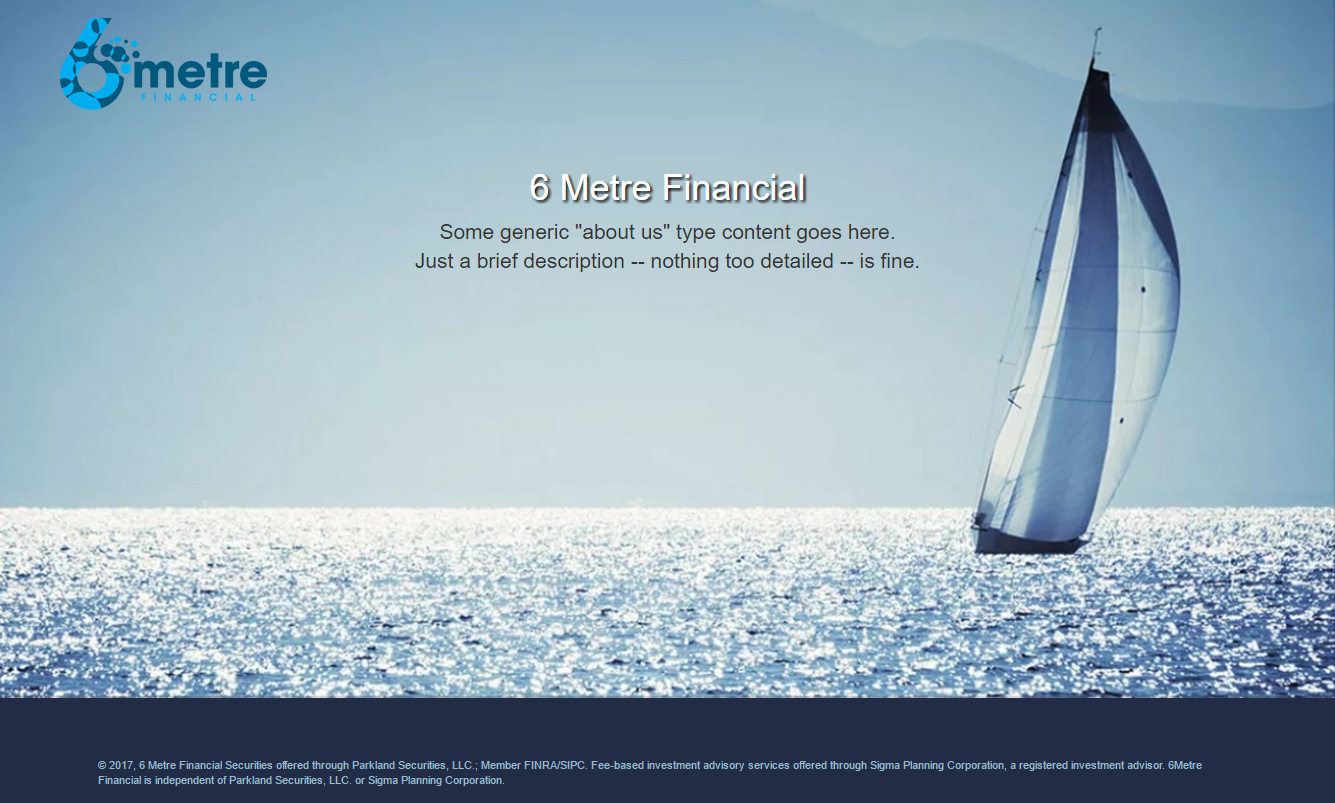 6 metre
FINANCIAL
6 Metre Financial
Some generic "about us" type content goes here.
Just a brief description -- nothing too detailed -- is fine.
© 2017, 6 Metre Financial Securities offered through Parkland Securities, LLC.; Member FINRA/SIPC. Fee-based investment advisory services offered through Sigma Planning Corporation, a registered investment advisor. 6Metre
Financial is independent of Parkland Securities, LLC. or Sigma Planning Corporation.